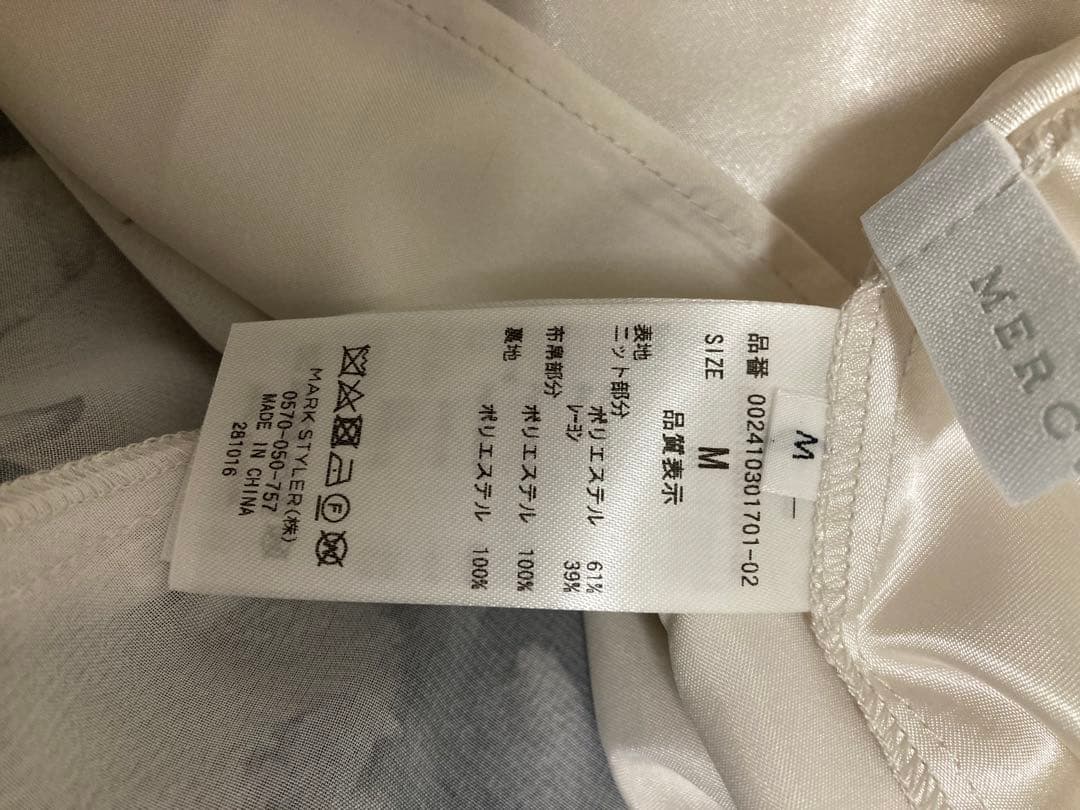 MERC
M
品番 002410301701-02
SIZE M
品質表示
表地
ニット部分
ポリエステル 61%
レーヨン 39%
布帛部分
ポリエステル 100%
裏地
ポリエステル 100%
MARK STYLER(株)
0570-050-757
MADE IN CHINA
281016